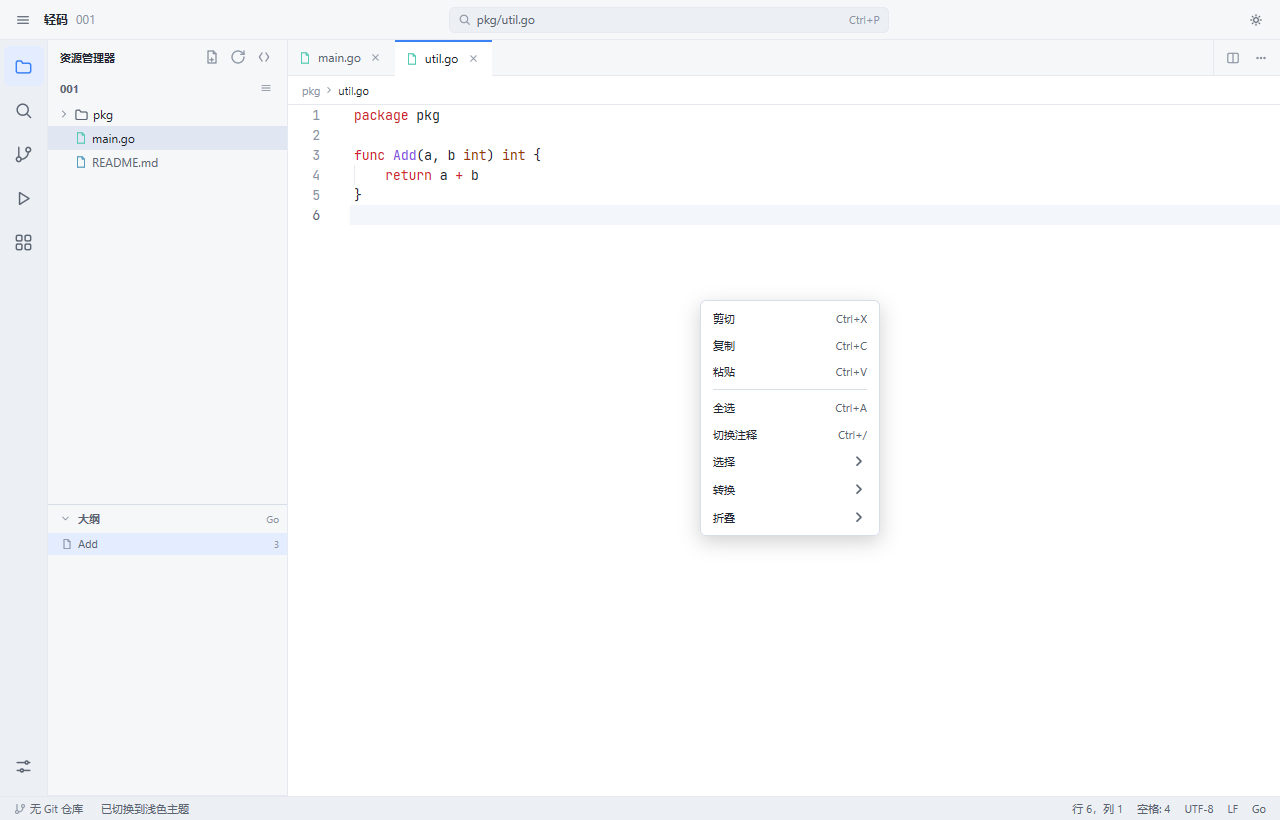 轻码 001
pkg/util.go Ctrl+P
资源管理器
001
pkg
main.go
README.md
大纲 Go
Add 3
main.go util.go
pkg util.go
1 package pkg
2
3 func Add(a, b int) int {
4 return a + b
5 }
6
剪切 Ctrl+X
复制 Ctrl+C
粘贴 Ctrl+V
全选 Ctrl+A
切换注释 Ctrl+/
选择
转换
折叠
无 Git 仓库 已切换到浅色主题 行 6，列 1 空格: 4 UTF-8 LF Go